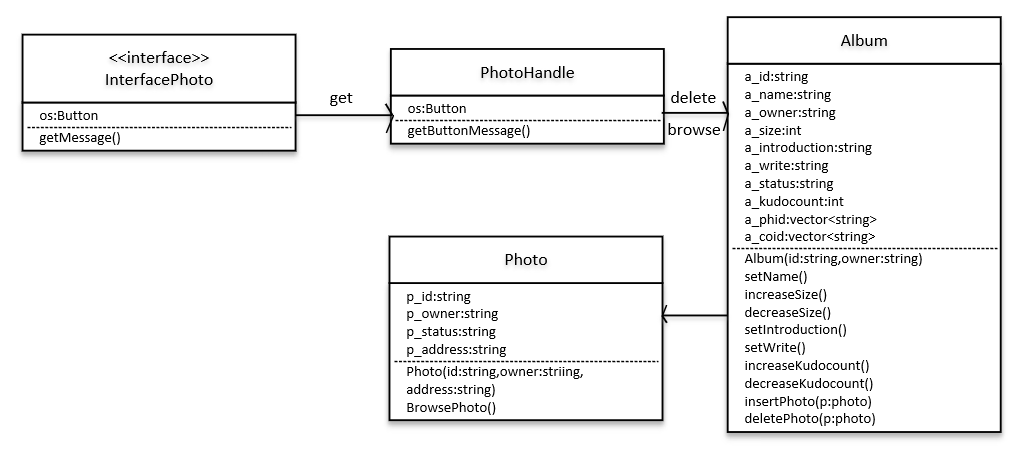 <<interface>>
InterfacePhoto
os:Button
getMessage()
get
PhotoHandle
os:Button
getButtonMessage()
delete
browse
Album
a_id:string
a_name:string
a_owner:string
a_size:int
a_introduction:string
a_write:string
a_status:string
a_kudocount:int
a_phid:vector<string>
a_coid:vector<string>
Album(id:string,owner:string)
setName()
increaseSize()
decreaseSize()
setIntroduction()
setWrite()
increaseKudocount()
decreaseKudocount()
insertPhoto(p:photo)
deletePhoto(p:photo)
Photo
p_id:string
p_owner:string
p_status:string
p_address:string
Photo(id:string,owner:striing,
address:string)
BrowsePhoto()